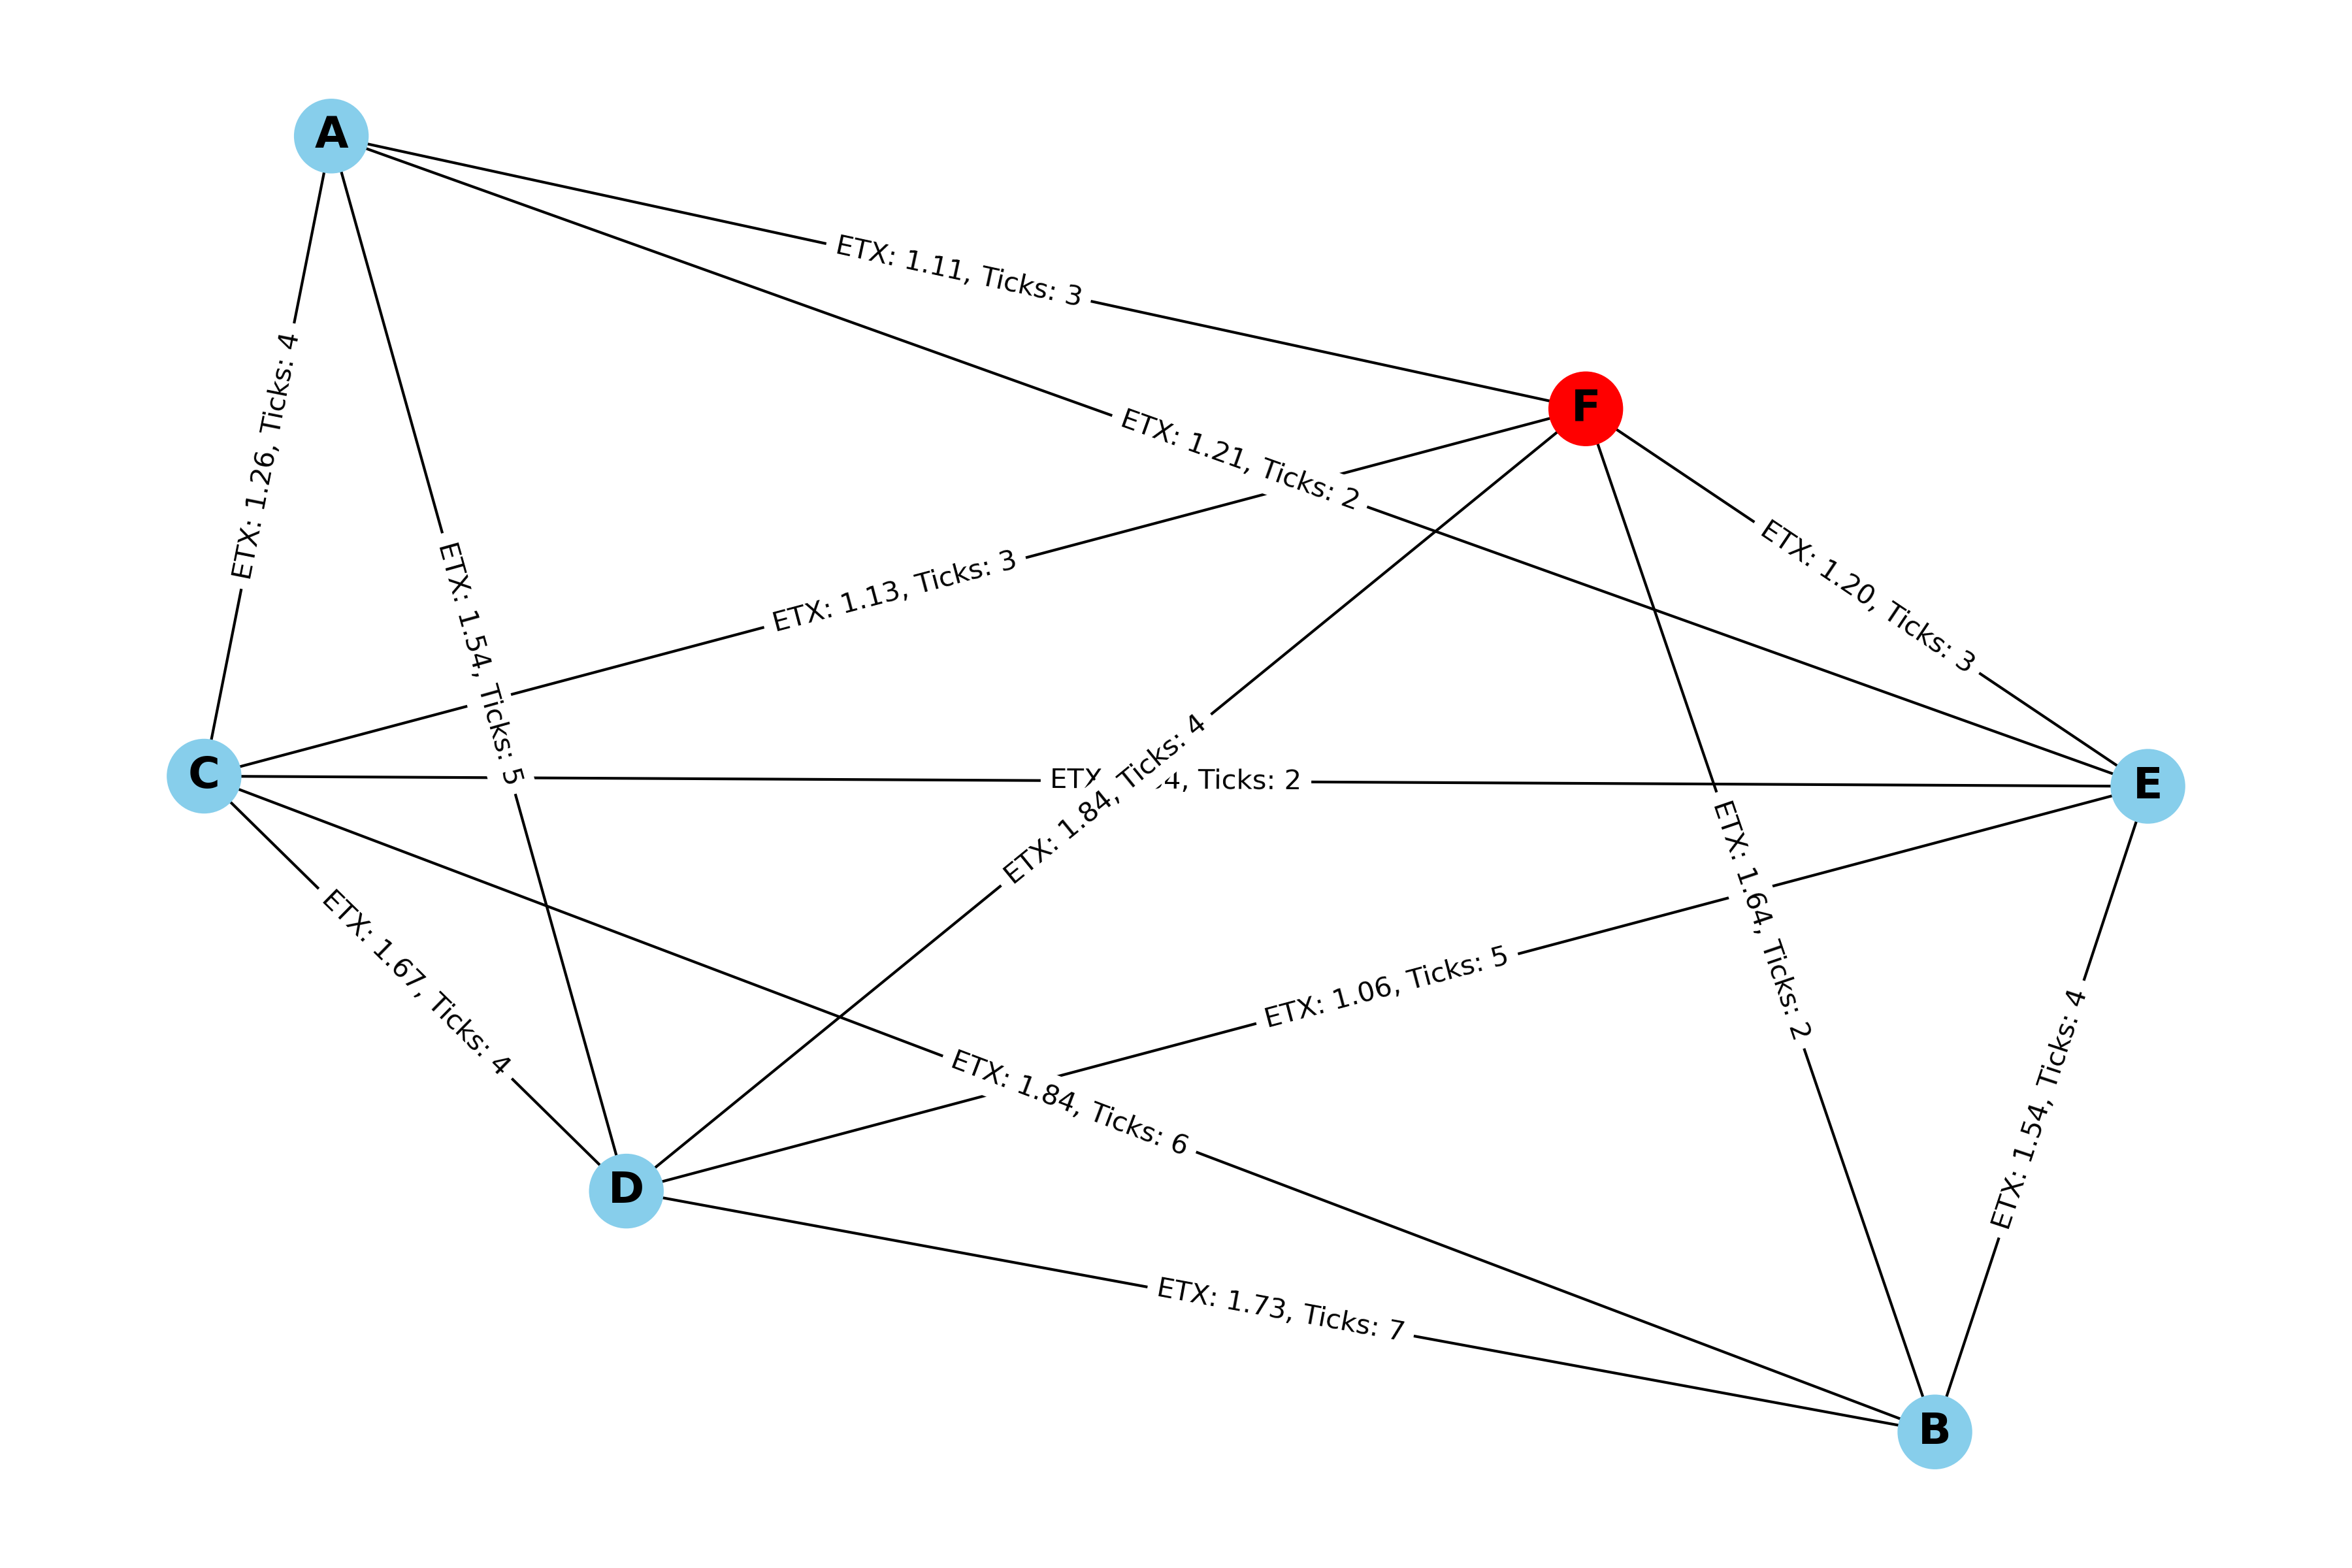 A
ETX: 1.11, Ticks: 3
F
ETX: 1.26, Ticks: 4
ETX: 1.21, Ticks: 2
ETX: 1.20, Ticks: 3
ETX: 1.13, Ticks: 3
ETX: 1.54, Ticks: 5
C
ETX: 1.84, Ticks: 4
ETX Ticks: 2
E
ETX: 1.64, Ticks: 2
ETX: 1.67, Ticks: 4
ETX: 1.06, Ticks: 5
ETX: 1.84, Ticks: 6
ETX: 1.54, Ticks: 4
D
ETX: 1.73, Ticks: 7
B